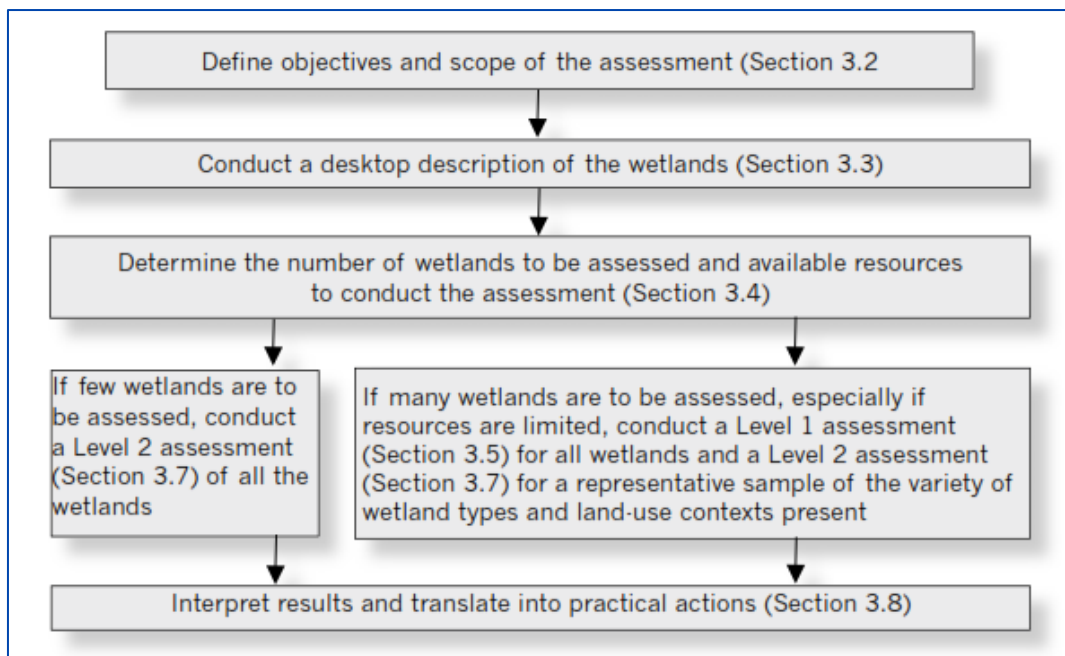 Define objectives and scope of the assessment (Section 3.2
Conduct a desktop description of the wetlands (Section 3.3)
Determine the number of wetlands to be assessed and available resources
to conduct the assessment (Section 3.4)
If few wetlands are to
be assessed, conduct
a Level 2 assessment
(Section 3.7) of all the
wetlands
If many wetlands are to be assessed, especially if
resources are limited, conduct a Level 1 assessment
(Section 3.5) for all wetlands and a Level 2 assessment
(Section 3.7) for a representative sample of the variety of
wetland types and land-use contexts present
Interpret results and translate into practical actions (Section 3.8)